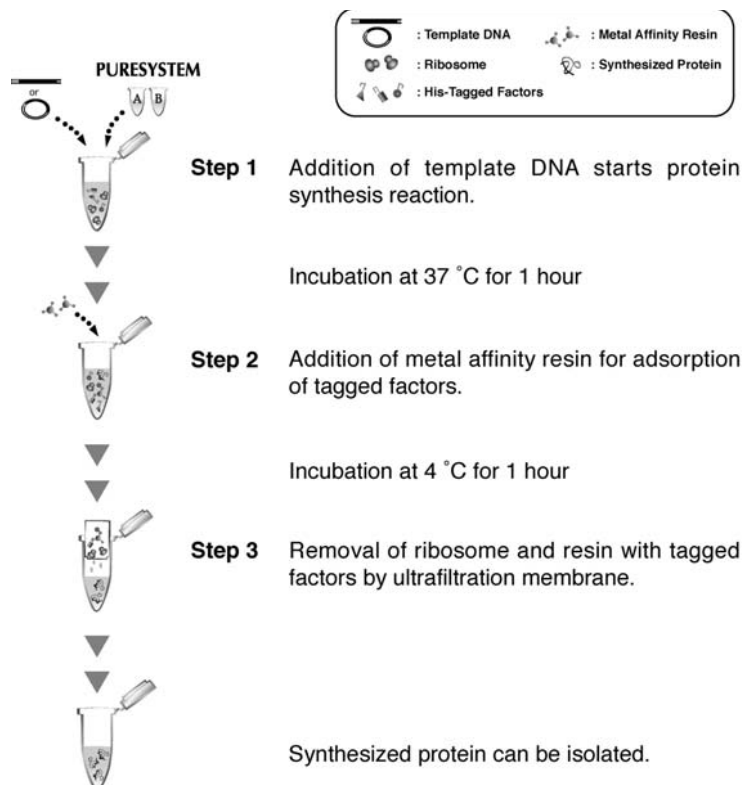 : Template DNA
: Metal Affinity Resin
: Ribosome
: Synthesized Protein
: His-Tagged Factors
PURESYSTEM
or
A B
Step 1 Addition of template DNA starts protein
synthesis reaction.
Incubation at 37 °C for 1 hour
Step 2 Addition of metal affinity resin for adsorption
of tagged factors.
Incubation at 4 °C for 1 hour
Step 3 Removal of ribosome and resin with tagged
factors by ultrafiltration membrane.
Synthesized protein can be isolated.